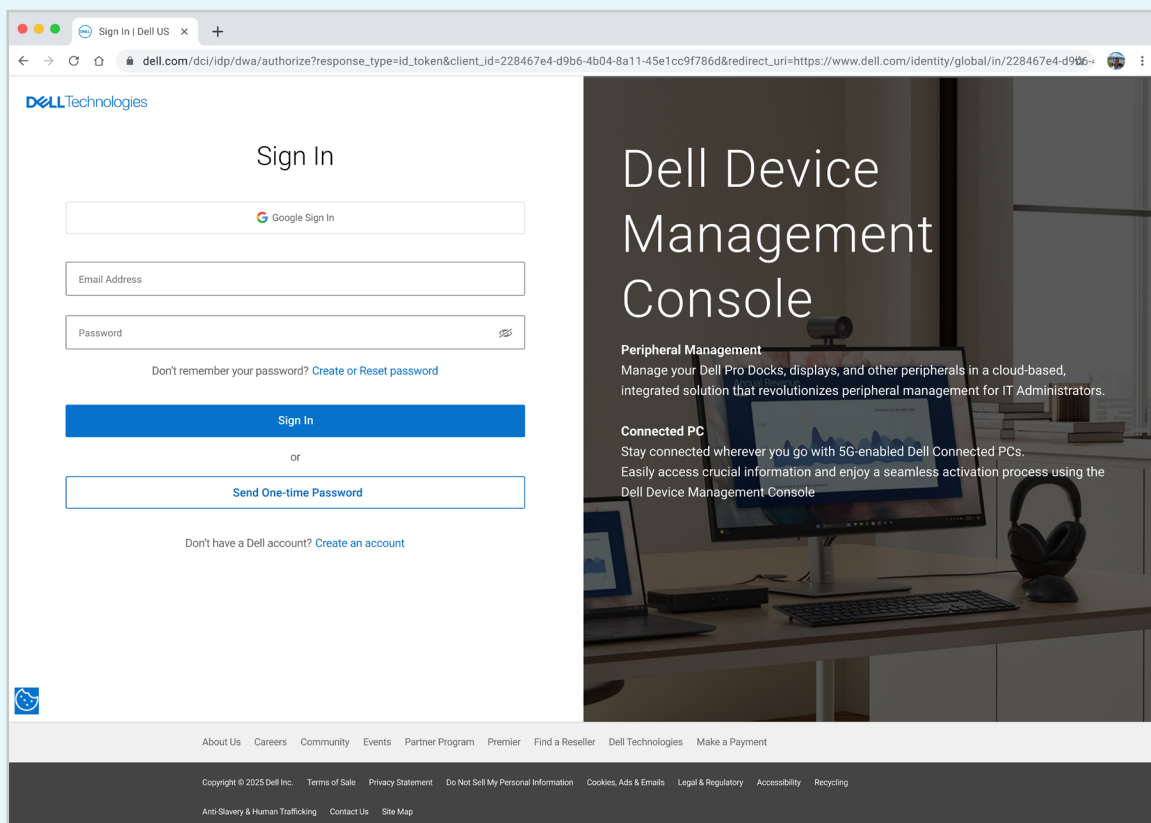 Sign In | Dell US
dell.com/dci/idp/dwa/authorize?response_type=id_token&client_id=228467e4-d9b6-4b04-8a11-45e1cc9f786d&redirect_uri=https://www.dell.com/identity/global/in/228467e4-d9b6-4
DELL Technologies
Sign In
Google Sign In
Email Address
Password
Don't remember your password? Create or Reset password
Sign In
or
Send One-time Password
Don't have a Dell account? Create an account
Dell Device
Management
Console
Peripheral Management
Manage your Dell Pro Docks, displays, and other peripherals in a cloud-based,
integrated solution that revolutionizes peripheral management for IT Administrators.
Annual Revenue
Connected PC
Stay connected wherever you go with 5G-enabled Dell Connected PCs.
Easily access crucial information and enjoy a seamless activation process using the
Dell Device Management Console
About Us Careers Community Events Partner Program Premier Find a Reseller Dell Technologies Make a Payment
Copyright © 2025 Dell Inc. Terms of Sale Privacy Statement Do Not Sell My Personal Information Cookies, Ads & Emails Legal & Regulatory Accessibility Recycling
Anti-Slavery & Human Trafficking Contact Us Site Map